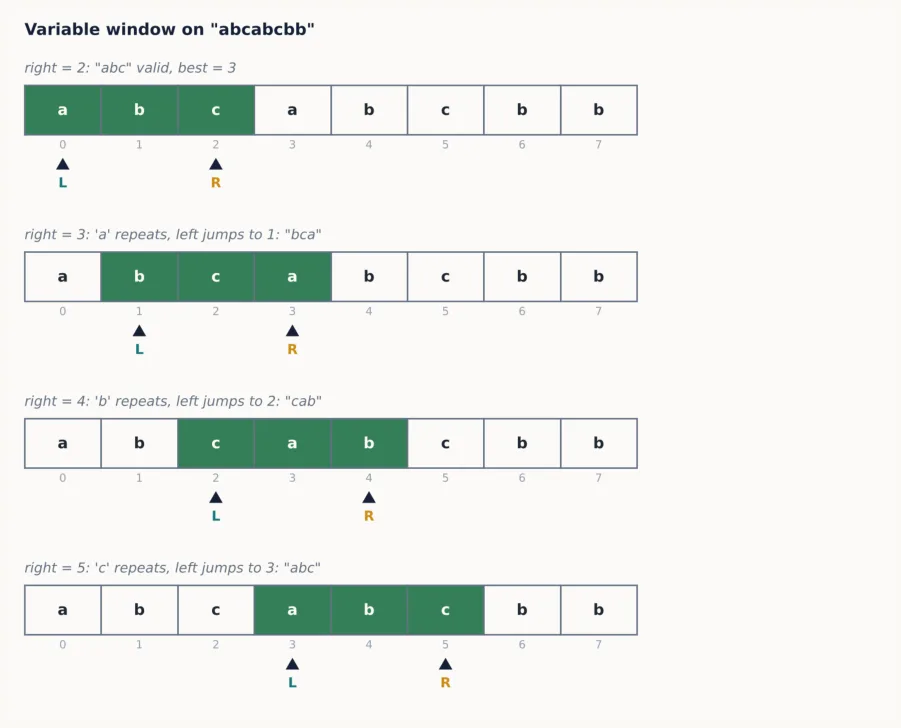 Variable window on "abcabcbb"
right = 2: "abc" valid, best = 3
a b c a b c b b
0 1 2 3 4 5 6 7
L R
right = 3: 'a' repeats, left jumps to 1: "bca"
a b c a b c b b
0 1 2 3 4 5 6 7
L R
right = 4: 'b' repeats, left jumps to 2: "cab"
a b c a b c b b
0 1 2 3 4 5 6 7
L R
right = 5: 'c' repeats, left jumps to 3: "abc"
a b c a b c b b
0 1 2 3 4 5 6 7
L R